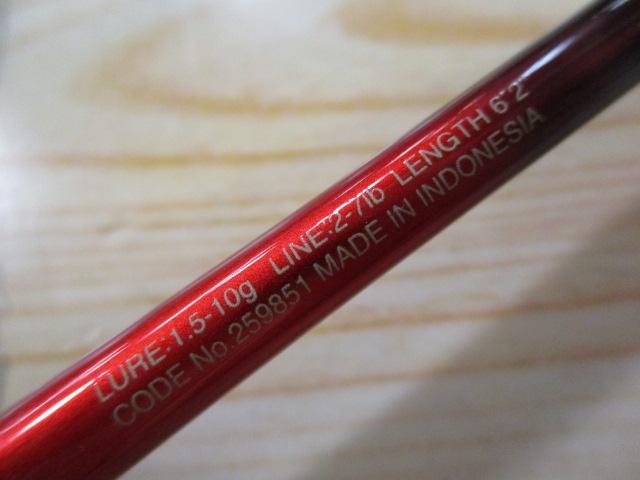 LURE:1.5-10g LINE:2-7lb LENGTH 6'2"
CODE No.259851 MADE IN INDONESIA